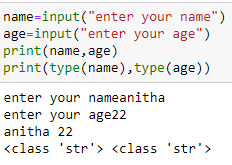 name=input("enter your name")
age=input("enter your age")
print(name,age)
print(type(name),type(age))
enter your nameanitha
enter your age22
anitha 22
<class 'str'> <class 'str'>